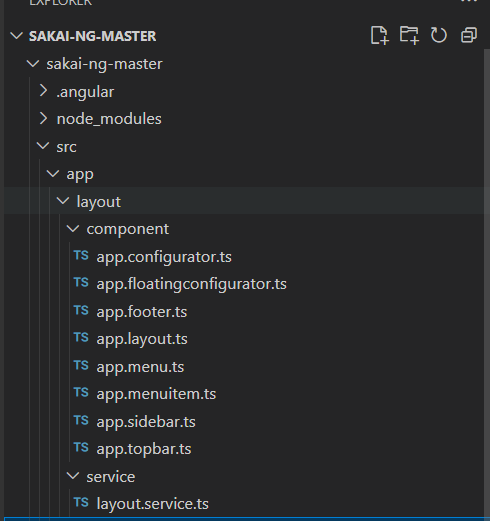 EXPLORER
SAKAI-NG-MASTER
sakai-ng-master
.angular
node_modules
src
app
layout
component
TS app.configurator.ts
TS app.floatingconfigurator.ts
TS app.footer.ts
TS app.layout.ts
TS app.menu.ts
TS app.menuitem.ts
TS app.sidebar.ts
TS app.topbar.ts
service
TS layout.service.ts